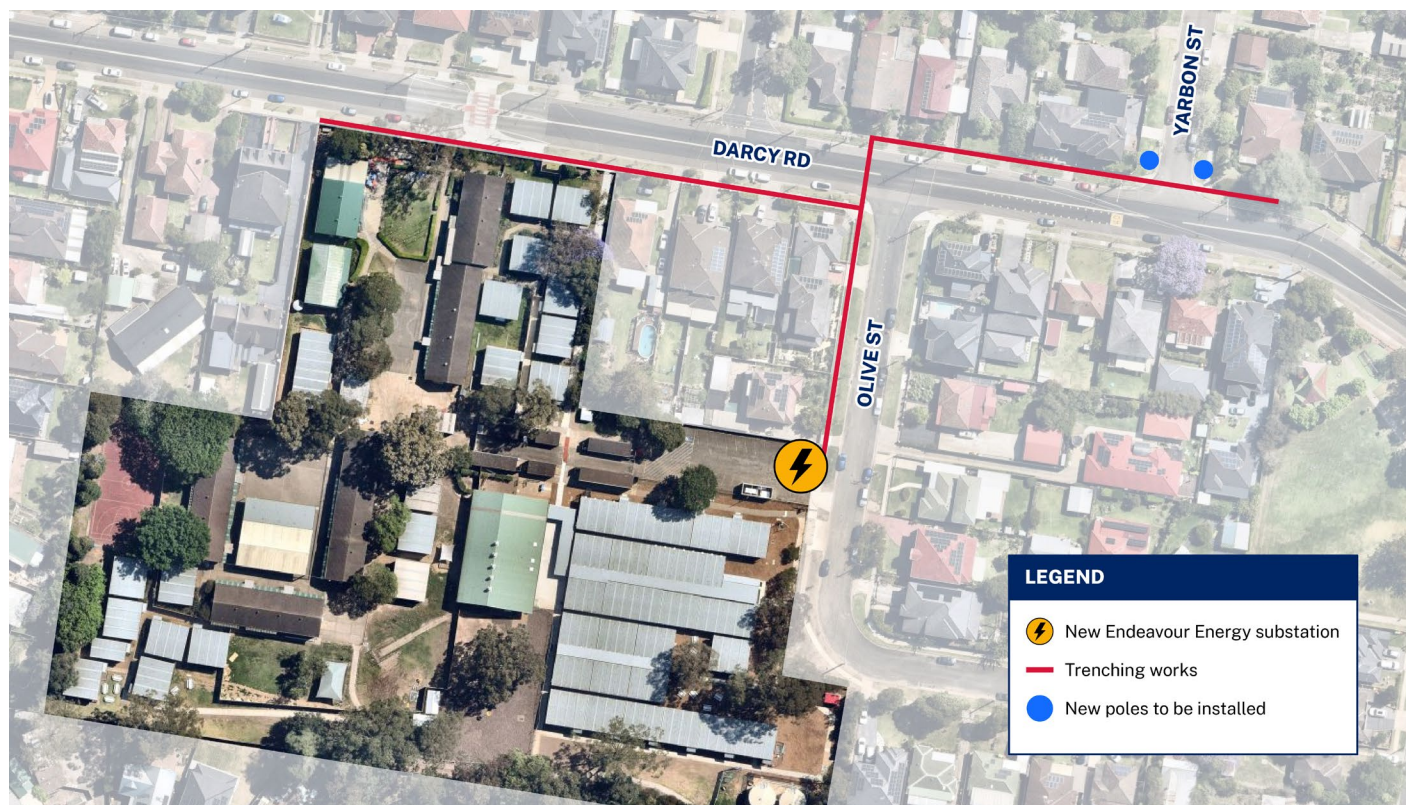 YARBON ST
DARCY RD
OLIVE ST
LEGEND
New Endeavour Energy substation
Trenching works
New poles to be installed